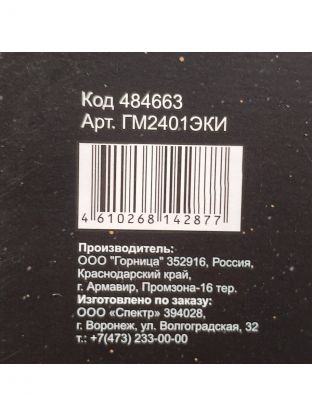 Код 484663
Арт. ГМ2401ЭКИ
4 610268 142877
Производитель:
ООО "Горница" 352916, Россия,
Краснодарский край,
г. Армавир, Промзона-16 тер.
Изготовлено по заказу:
ООО «Спектр» 394028,
г. Воронеж, ул. Волгоградская, 32
т.: +7(473) 233-00-00